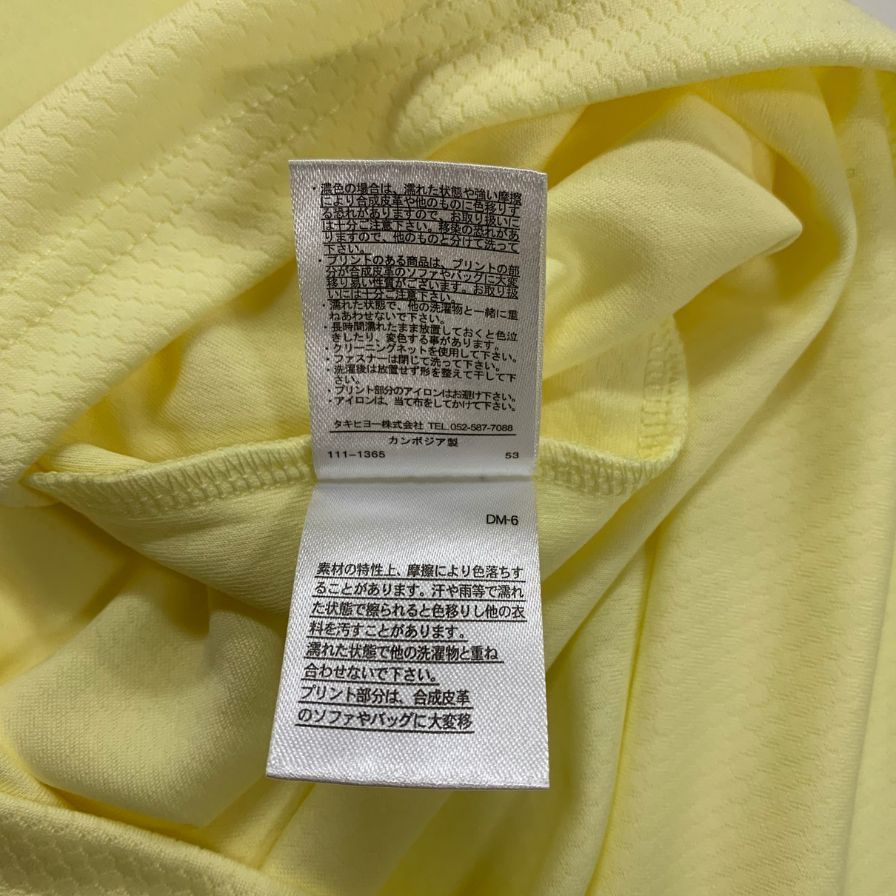 ・濃色の場合は、濡れた状態や強い摩擦
により合成皮革や他のものに色移りす
る恐れがありますので、お取り扱いに
は十分ご注意下さい。移染の恐れがあ
りますので、他のものと分けて洗って
下さい。
・プリントのある商品は、プリントの部
分が合成皮革のソファやバッグに大変
移り易い性質がございます。お取り扱
いには十分ご注意下さい。
・濡れた状態で、他の洗濯物と一緒に重
ねあわせないで下さい。
・長時間濡れたまま放置しておくと色泣
きしたり、変色する事があります。
・クリーニングネットを使用して下さい。
・ファスナーは閉じて洗って下さい。
・洗濯後は放置せず形を整えて干して下
さい。
・プリント部分のアイロンはお避け下さい。
・アイロンは、当て布をしてかけて下さい。
タキヒヨー株式会社 TEL.052-587-7088
カンボジア製
111-1365 53
DM-6
素材の特性上、摩擦により色落ちす
ることがあります。汗や雨等で濡れ
た状態で擦られると色移りし他の衣
料を汚すことがあります。
濡れた状態で他の洗濯物と重ね
合わせないで下さい。
プリント部分は、合成皮革
のソファやバッグに大変移